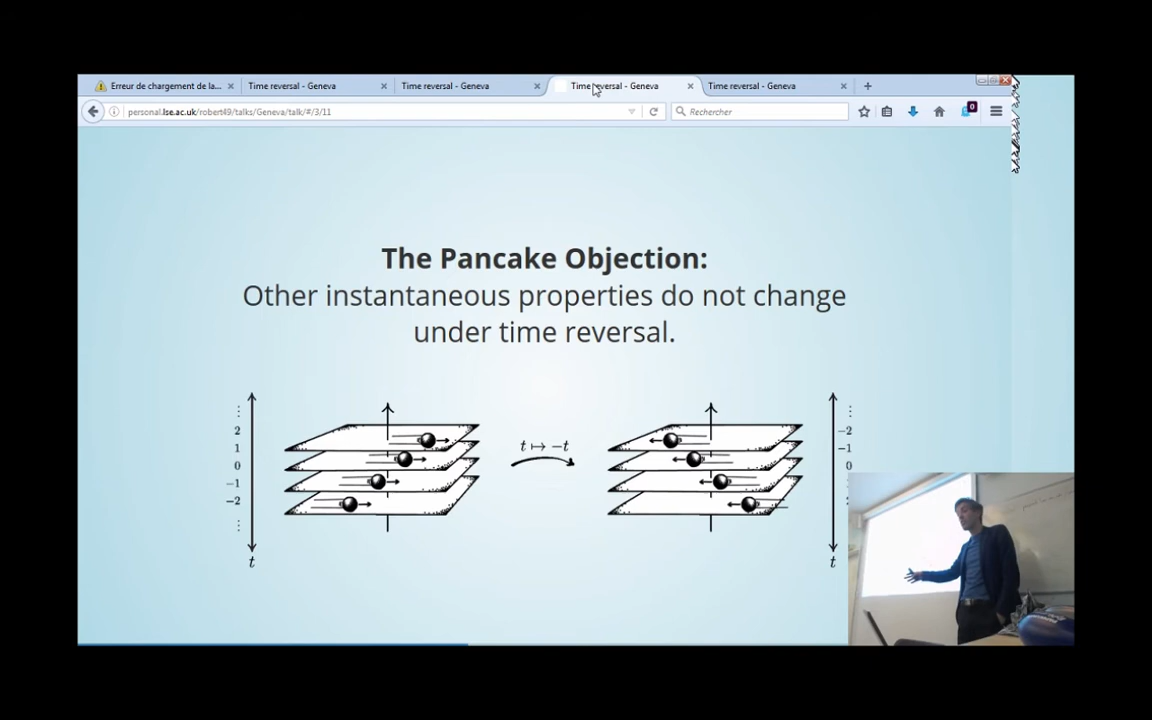 Erreur de chargement de la...
Time reversal - Geneva
Time reversal - Geneva
Time reversal - Geneva
Time reversal - Geneva
personal.lse.ac.uk/robert49/talks/Geneva/talk/#/3/11
Rechercher
0
The Pancake Objection:
Other instantaneous properties do not change
under time reversal.
⋮
2
1
0
−1
−2
⋮
t
t ↦ −t
⋮
−2
−1
0
t